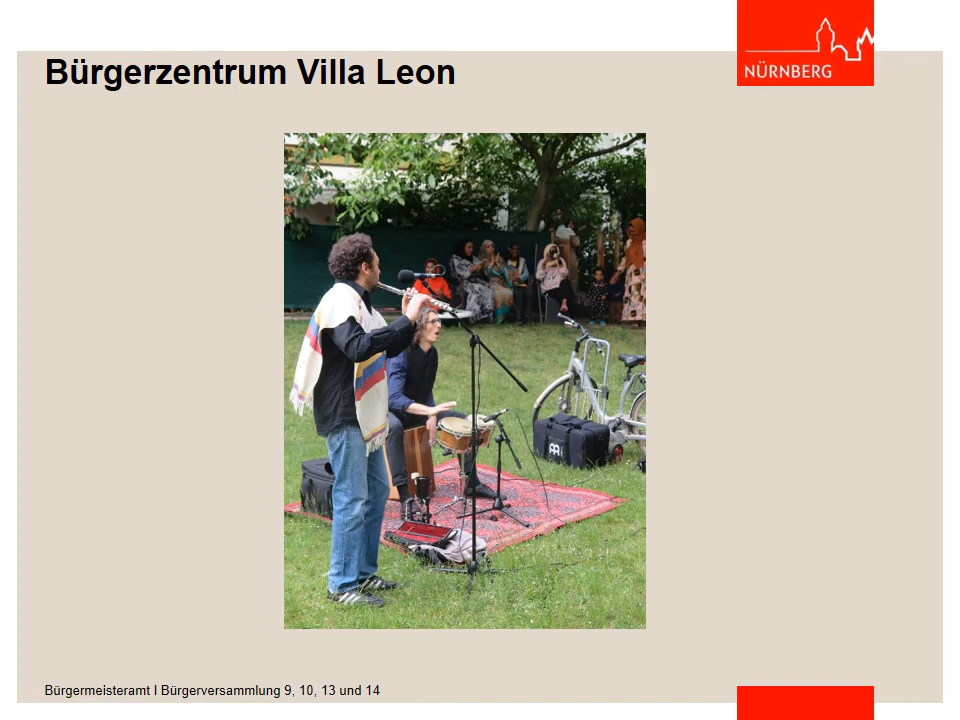 Bürgerzentrum Villa Leon
NÜRNBERG
Bürgermeisteramt I Bürgerversammlung 9, 10, 13 und 14